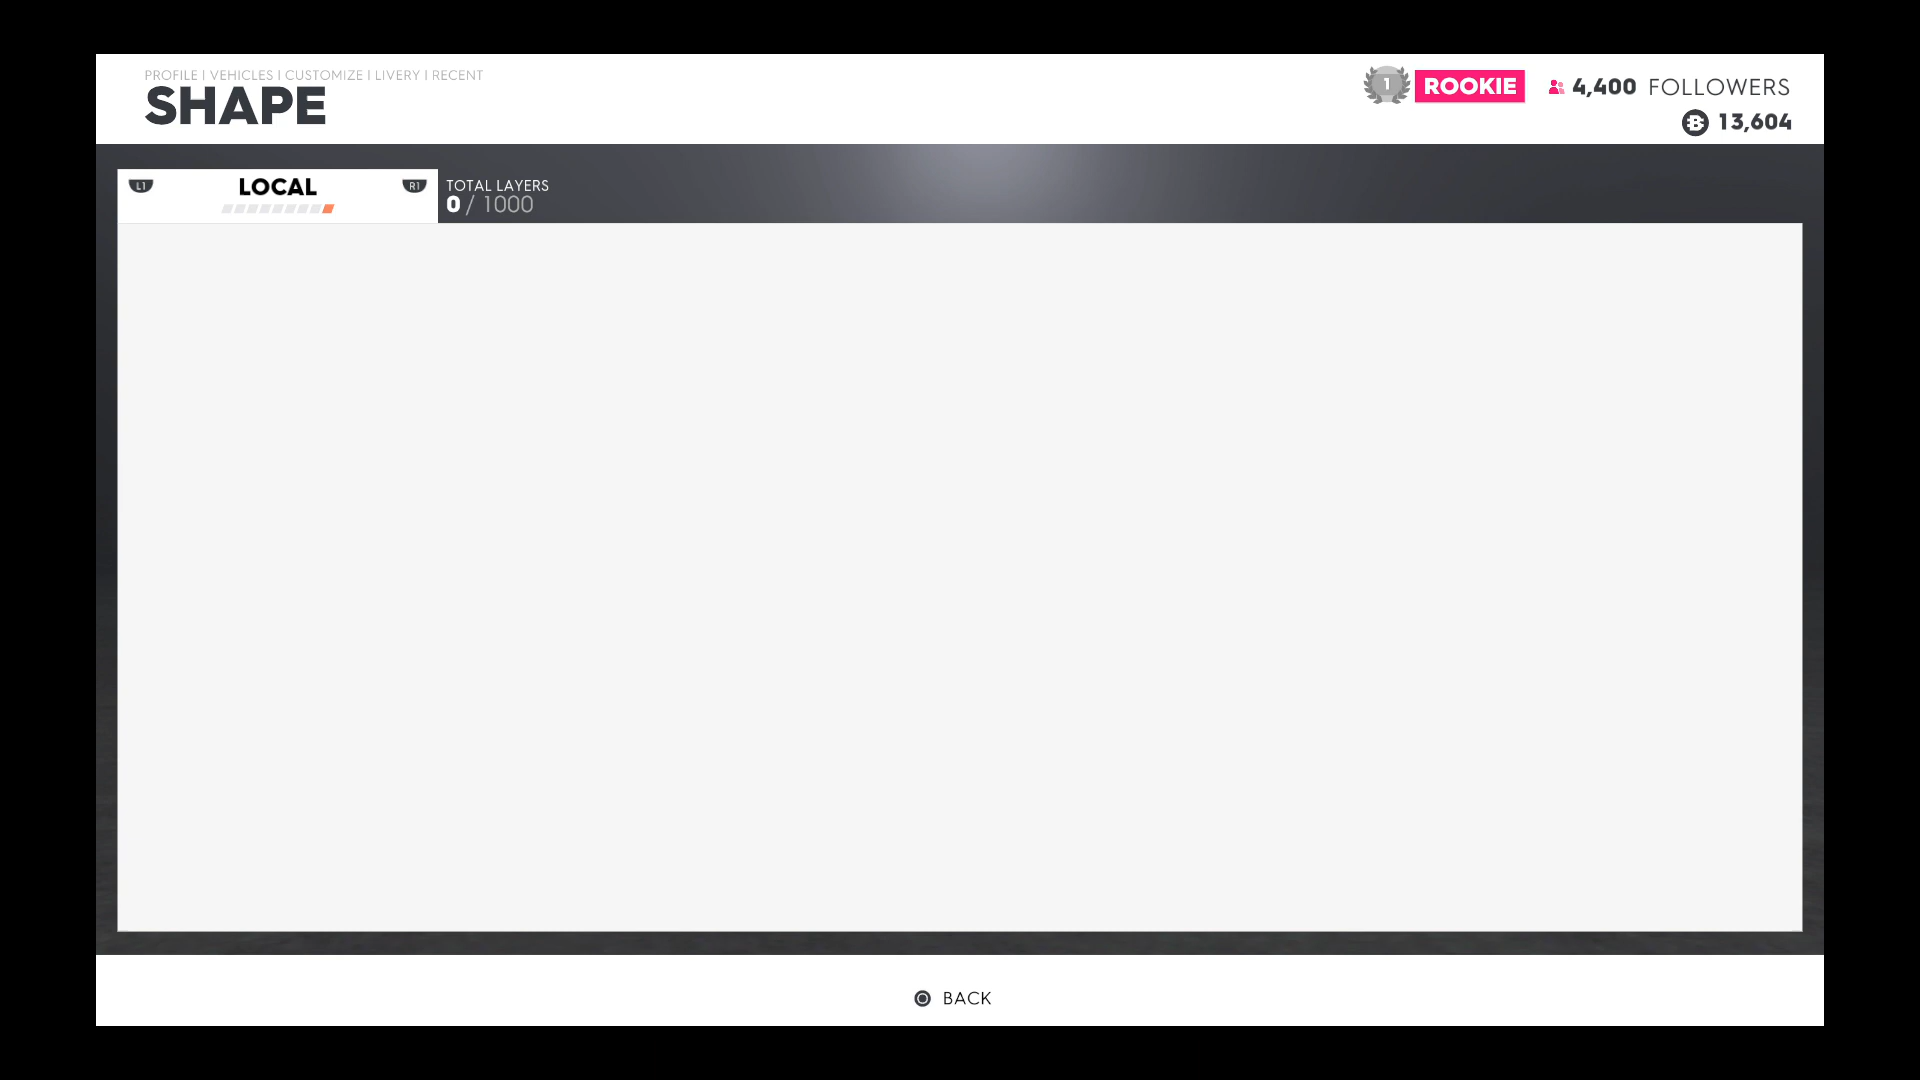 PROFILE | VEHICLES | CUSTOMIZE | LIVERY | RECENT
SHAPE
1 ROOKIE 4,400 FOLLOWERS
13,604
L1 LOCAL R1
TOTAL LAYERS
0 / 1000
BACK